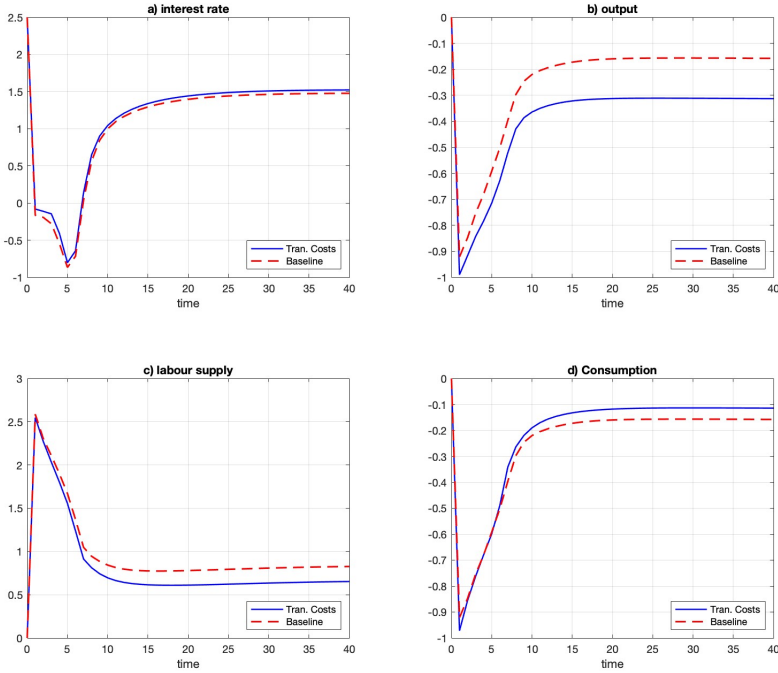 a) interest rate
2.5
2
1.5
1
0.5
0
-0.5
-1
0 5 10 15 20 25 30 35 40
time
Tran. Costs
Baseline
b) output
0
-0.1
-0.2
-0.3
-0.4
-0.5
-0.6
-0.7
-0.8
-0.9
-1
0 5 10 15 20 25 30 35 40
time
Tran. Costs
Baseline
c) labour supply
3
2.5
2
1.5
1
0.5
0
0 5 10 15 20 25 30 35 40
time
Tran. Costs
Baseline
d) Consumption
0
-0.1
-0.2
-0.3
-0.4
-0.5
-0.6
-0.7
-0.8
-0.9
-1
0 5 10 15 20 25 30 35 40
time
Tran. Costs
Baseline